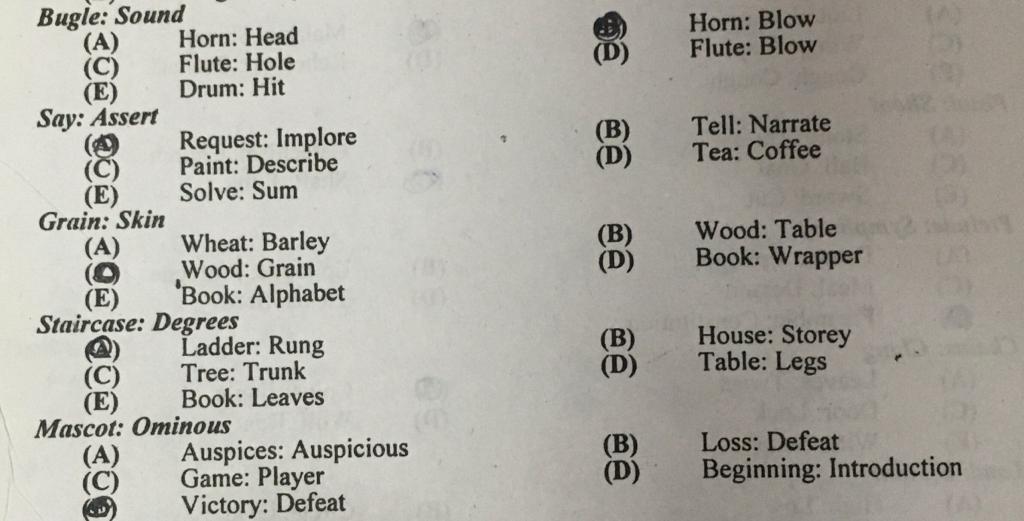 Bugle: Sound
(A) Horn: Head (B) Horn: Blow
(C) Flute: Hole (D) Flute: Blow
(E) Drum: Hit
Say: Assert
(A) Request: Implore (B) Tell: Narrate
(C) Paint: Describe (D) Tea: Coffee
(E) Solve: Sum
Grain: Skin
(A) Wheat: Barley (B) Wood: Table
( ) Wood: Grain (D) Book: Wrapper
(E) Book: Alphabet
Staircase: Degrees
(A) Ladder: Rung (B) House: Storey
(C) Tree: Trunk (D) Table: Legs
(E) Book: Leaves
Mascot: Ominous
(A) Auspices: Auspicious (B) Loss: Defeat
(C) Game: Player (D) Beginning: Introduction
( ) Victory: Defeat